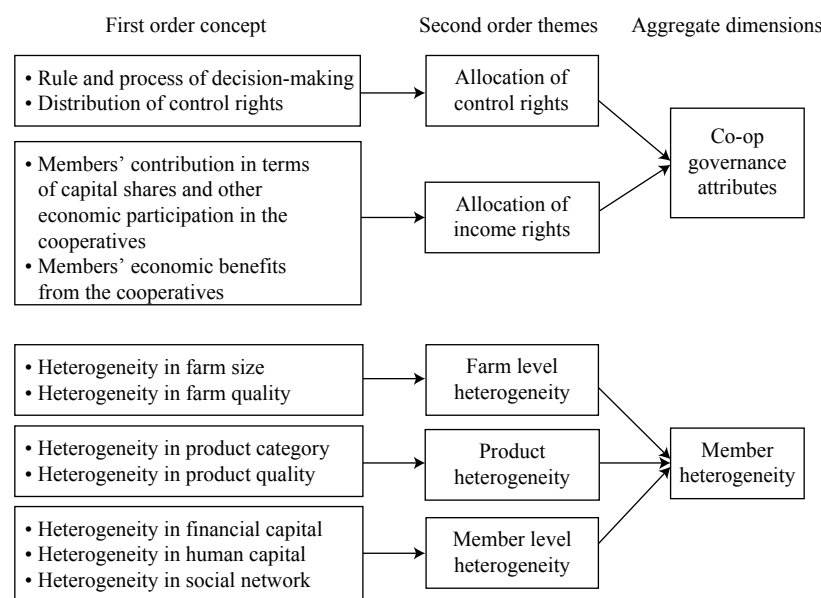 First order concept
Second order themes
Aggregate dimensions
• Rule and process of decision-making
• Distribution of control rights
Allocation of
control rights
• Members’ contribution in terms
of capital shares and other
economic participation in the
cooperatives
• Members’ economic benefits
from the cooperatives
Allocation of
income rights
Co-op
governance
attributes
• Heterogeneity in farm size
• Heterogeneity in farm quality
Farm level
heterogeneity
• Heterogeneity in product category
• Heterogeneity in product quality
Product
heterogeneity
• Heterogeneity in financial capital
• Heterogeneity in human capital
• Heterogeneity in social network
Member level
heterogeneity
Member
heterogeneity